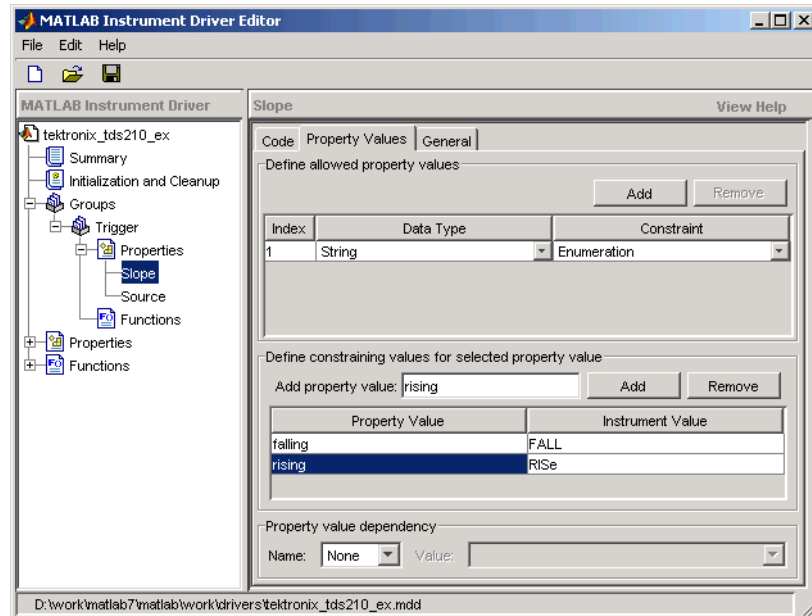 MATLAB Instrument Driver Editor
File Edit Help
MATLAB Instrument Driver
tektronix_tds210_ex
Summary
Initialization and Cleanup
Groups
Trigger
Properties
Slope
Source
Functions
Properties
Functions
Slope View Help
Code Property Values General
Define allowed property values
Add Remove
Index Data Type Constraint
1 String Enumeration
Define constraining values for selected property value
Add property value: rising Add Remove
Property Value Instrument Value
falling FALL
rising RISe
Property value dependency
Name: None Value:
D:\work\matlab7\matlab\work\drivers\tektronix_tds210_ex.mdd